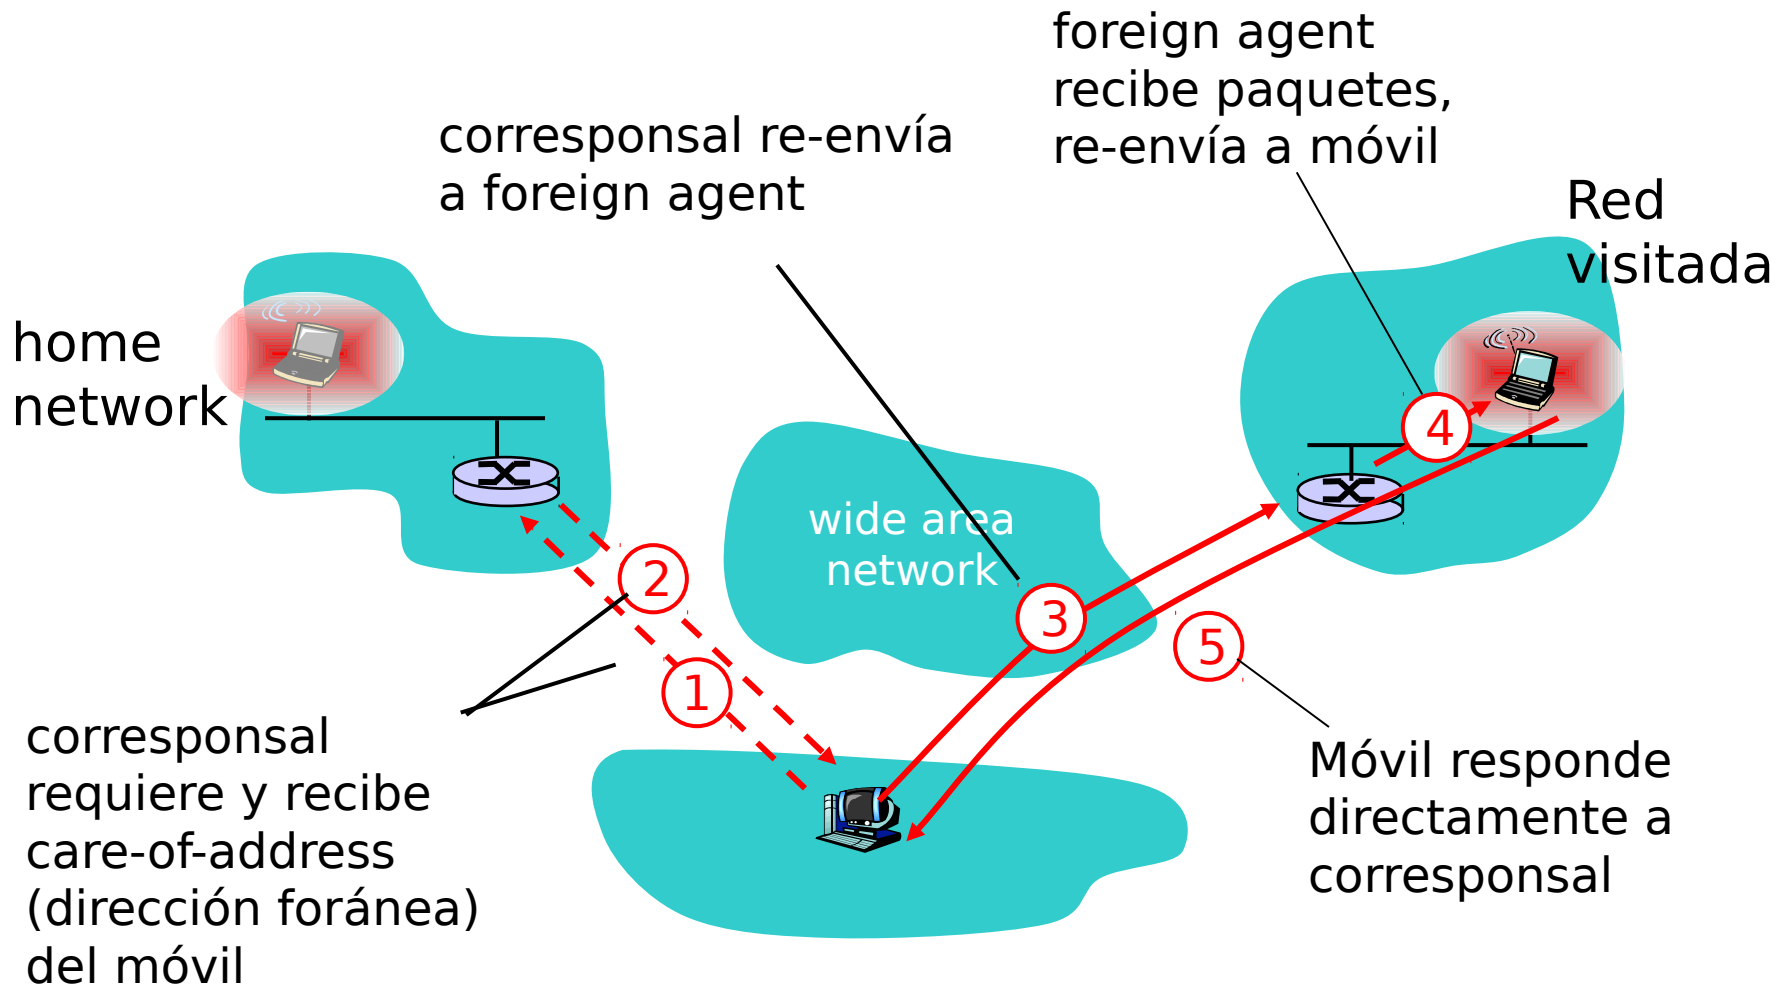 foreign agent
recibe paquetes,
re-envía a móvil
corresponsal re-envía
a foreign agent
Red
visitada
home
network
4
wide area
network
2
3
5
1
corresponsal
requiere y recibe
care-of-address
(dirección foránea)
del móvil
Móvil responde
directamente a
corresponsal